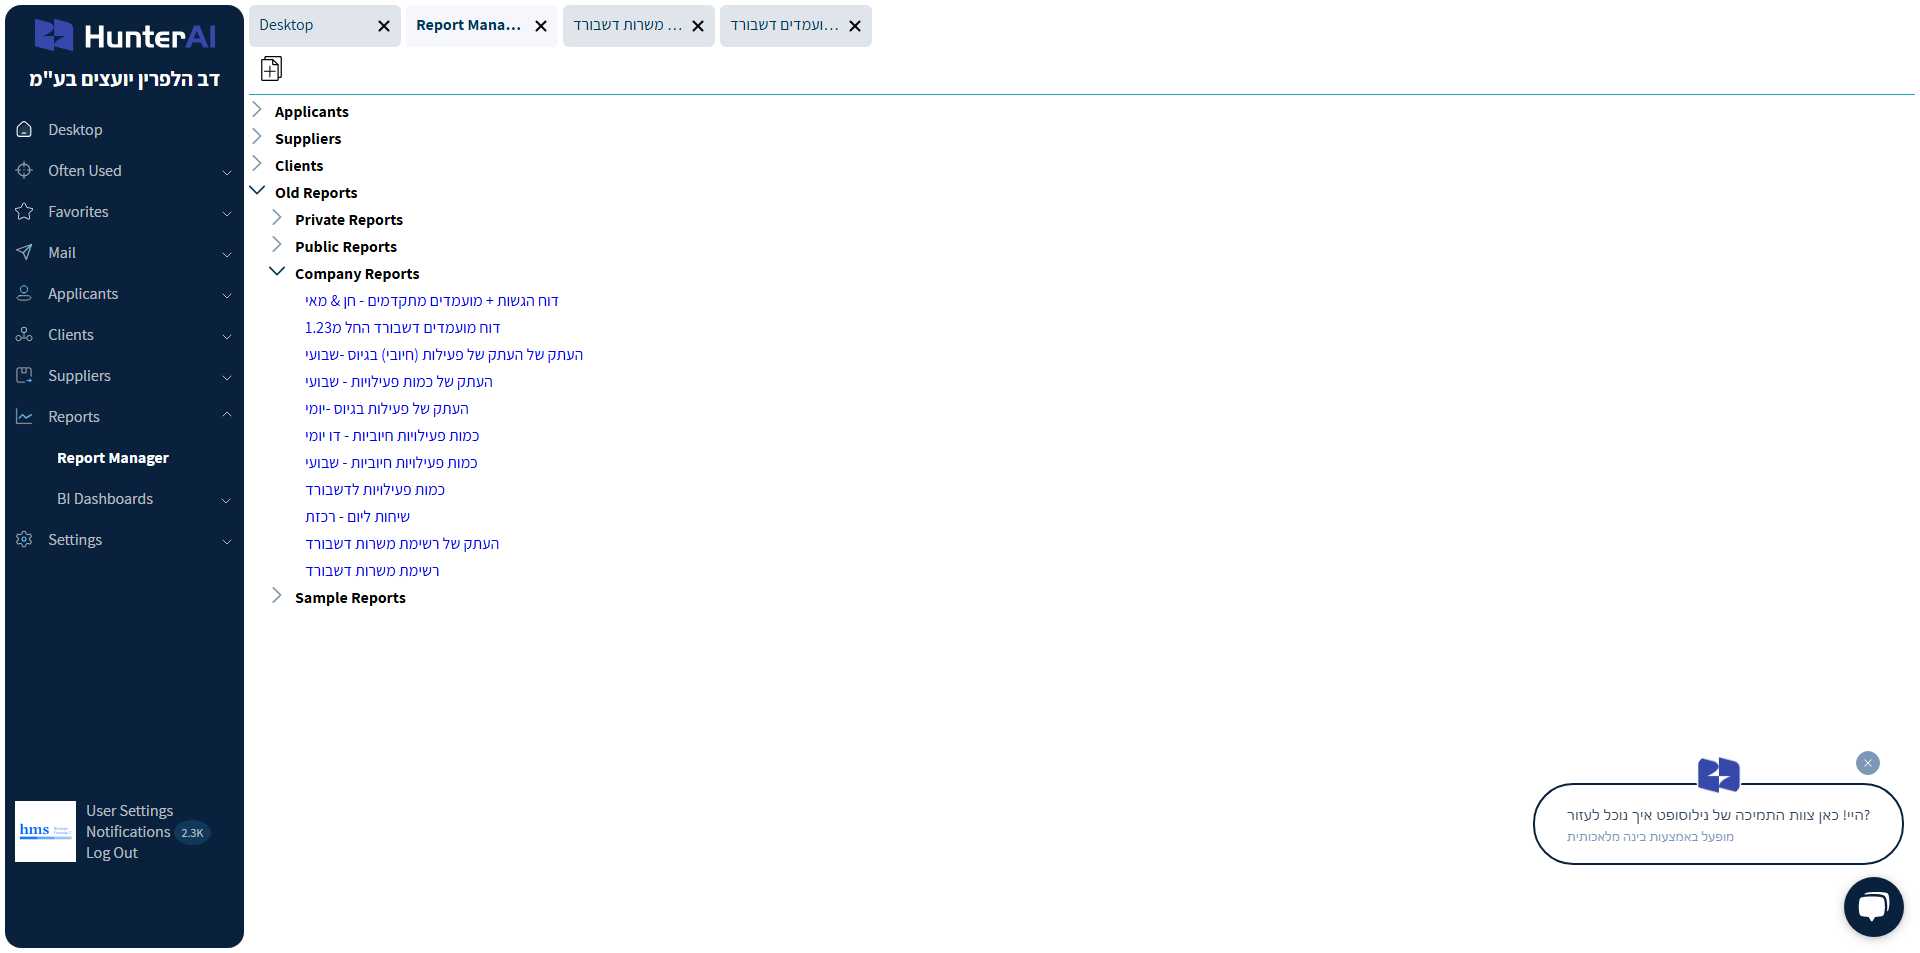 HunterAI
דב הלפרין יועצים בע"מ
Desktop
Often Used
Favorites
Mail
Applicants
Clients
Suppliers
Reports
Report Manager
BI Dashboards
Settings
hms
User Settings
Notifications 2.3K
Log Out
Desktop
Report Mana...
משרות דשבורד ...
ועמדים דשבורד...
Applicants
Suppliers
Clients
Old Reports
Private Reports
Public Reports
Company Reports
דוח הגשות + מועמדים מתקדמים - חן & מאי
דוח מועמדים דשבורד החל מ1.23
העתק של העתק של פעילות (חיובי) בגיוס -שבועי
העתק של כמות פעילויות - שבועי
העתק של פעילות בגיוס -יומי
כמות פעילויות חיוביות - דו יומי
כמות פעילויות חיוביות - שבועי
כמות פעילויות לדשבורד
שיחות ליום - רכזת
העתק של רשימת משרות דשבורד
רשימת משרות דשבורד
Sample Reports
היי! כאן צוות התמיכה של נילוסופט איך נוכל לעזור?
מופעל באמצעות בינה מלאכותית